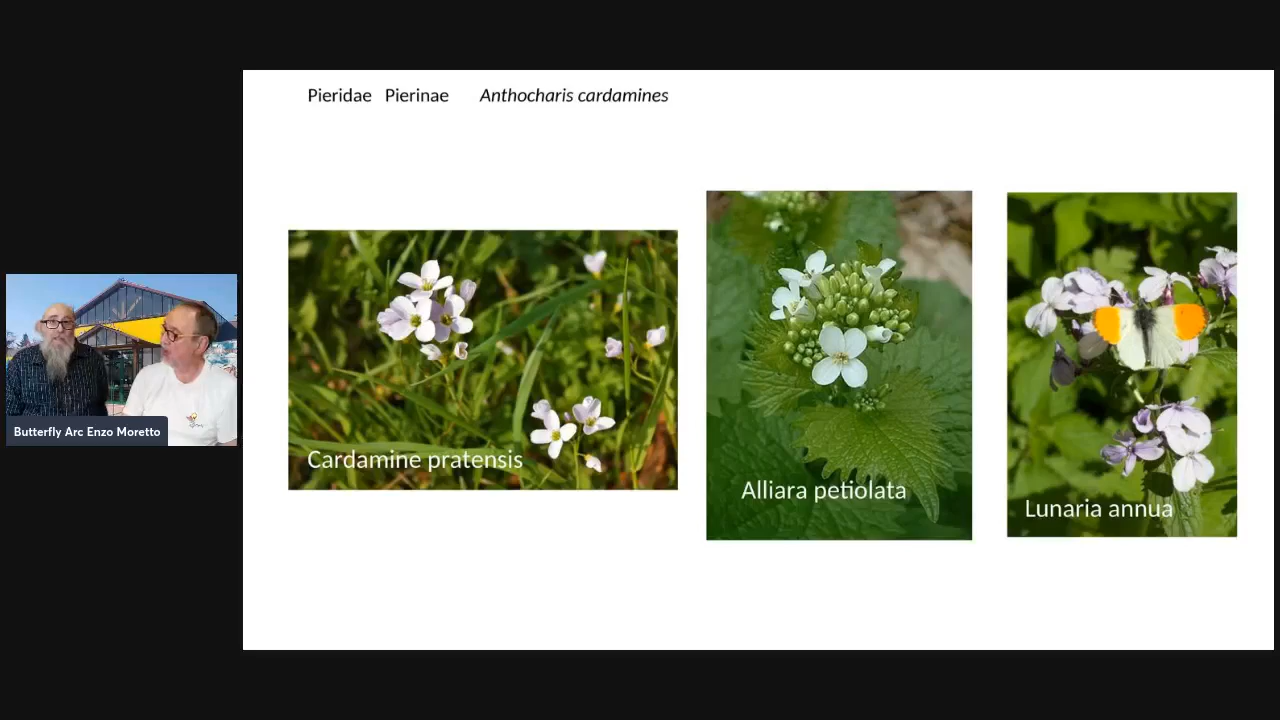 Pieridae Pierinae Anthocharis cardamines
Butterfly Arc Enzo Moretto
Cardamine pratensis
Alliara petiolata
Lunaria annua